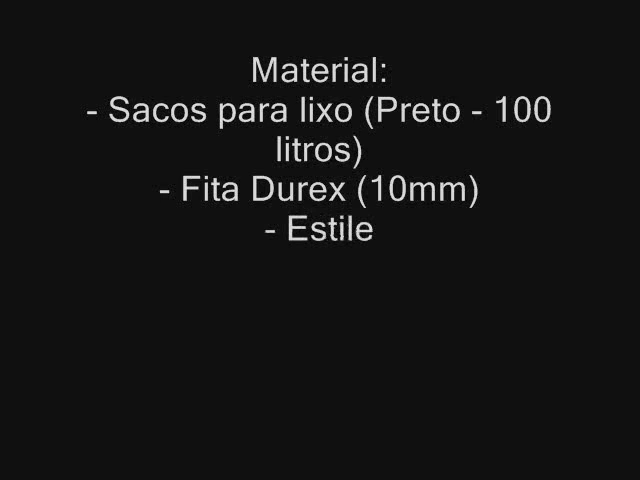 Material:
- Sacos para lixo (Preto - 100
litros)
- Fita Durex (10mm)
- Estile